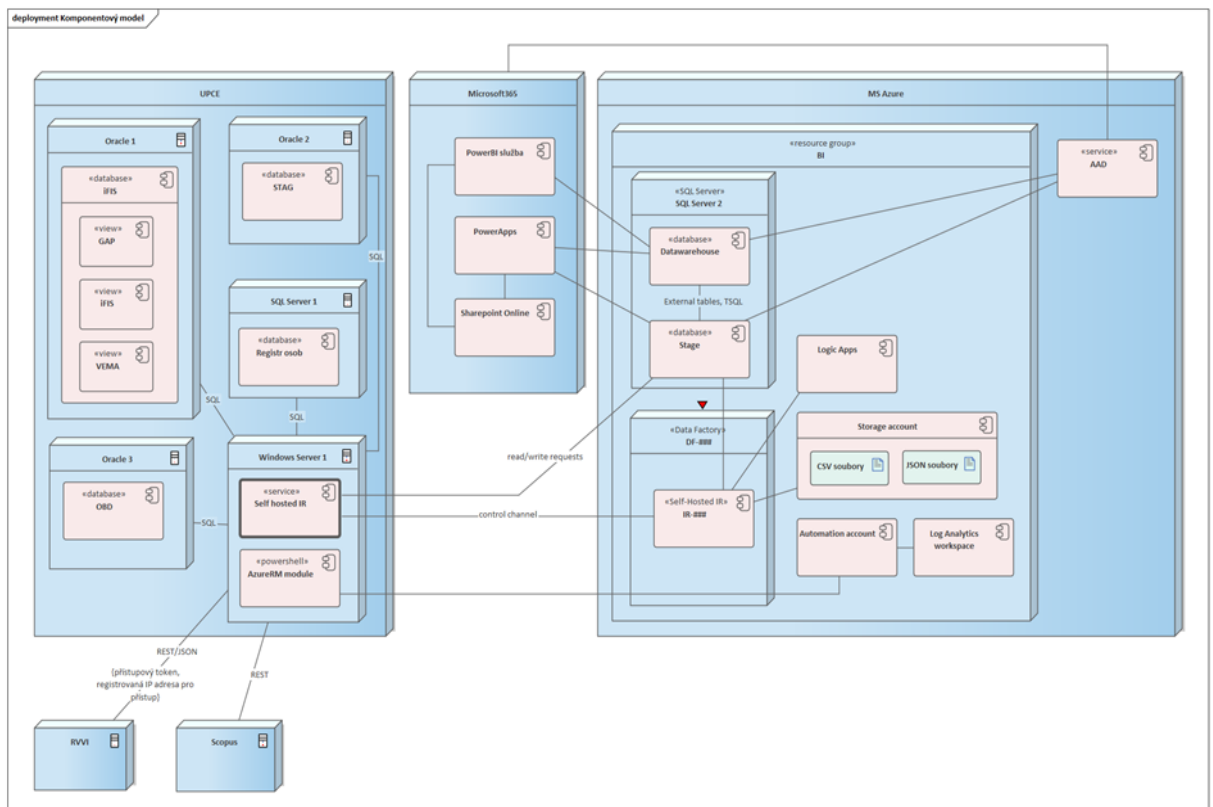 deployment Komponentový model
UPCE
Oracle 1
«database»
iFIS
«view»
GAP
«view»
iFIS
«view»
VEMA
Oracle 2
«database»
STAG
SQL
SQL Server 1
«database»
Registr osob
SQL
SQL
Oracle 3
«database»
OBD
SQL
Windows Server 1
«service»
Self hosted IR
«powershell»
AzureRM module
REST/JSON
(přístupový token,
registrovaná IP adresa pro
přístup)
REST
RVVI
Scopus
Microsoft365
PowerBI služba
PowerApps
Sharepoint Online
read/write requests
control channel
MS Azure
«resource group»
BI
«SQL Server»
SQL Server 2
«database»
Datawarehouse
External tables, TSQL
«database»
Stage
«Data Factory»
DF-###
«Self-Hosted IR»
IR-###
Logic Apps
Storage account
CSV soubory
JSON soubory
Automation account
Log Analytics
workspace
«service»
AAD